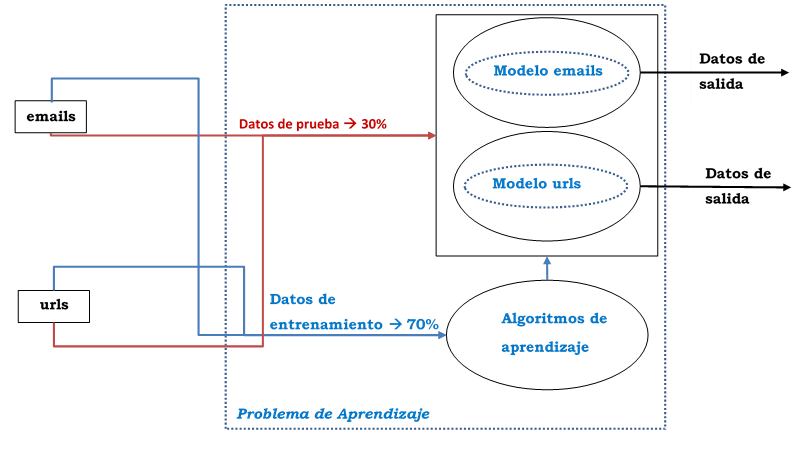 Modelo emails
Datos de
salida
emails
Datos de prueba → 30%
Modelo urls
Datos de
salida
urls
Datos de
entrenamiento → 70%
Algoritmos de
aprendizaje
Problema de Aprendizaje